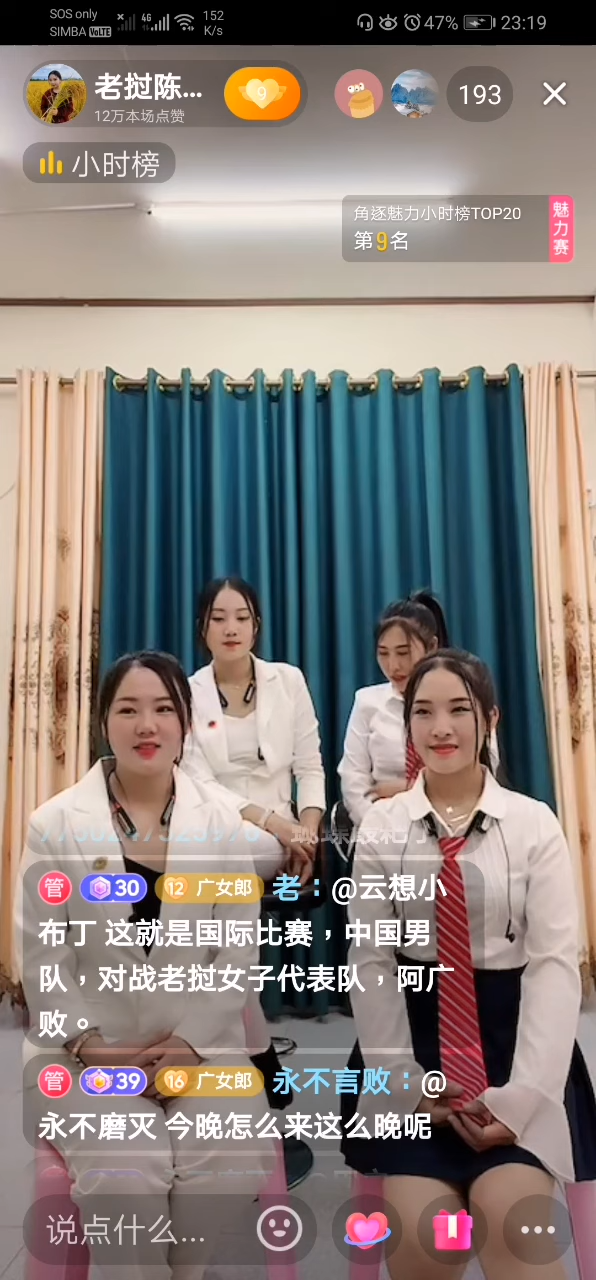 SOS only
SIMBA VoLTE
4G
152
K/s
47%
23:19
老挝陈...
12万本场点赞
9
193
小时榜
角逐魅力小时榜TOP20
第9名
魅力赛
管 30 12 广女郎 老：@云想小
布丁 这就是国际比赛，中国男
队，对战老挝女子代表队，阿广
败。
管 39 16 广女郎 永不言败：@
永不磨灭 今晚怎么来这么晚呢
说点什么...